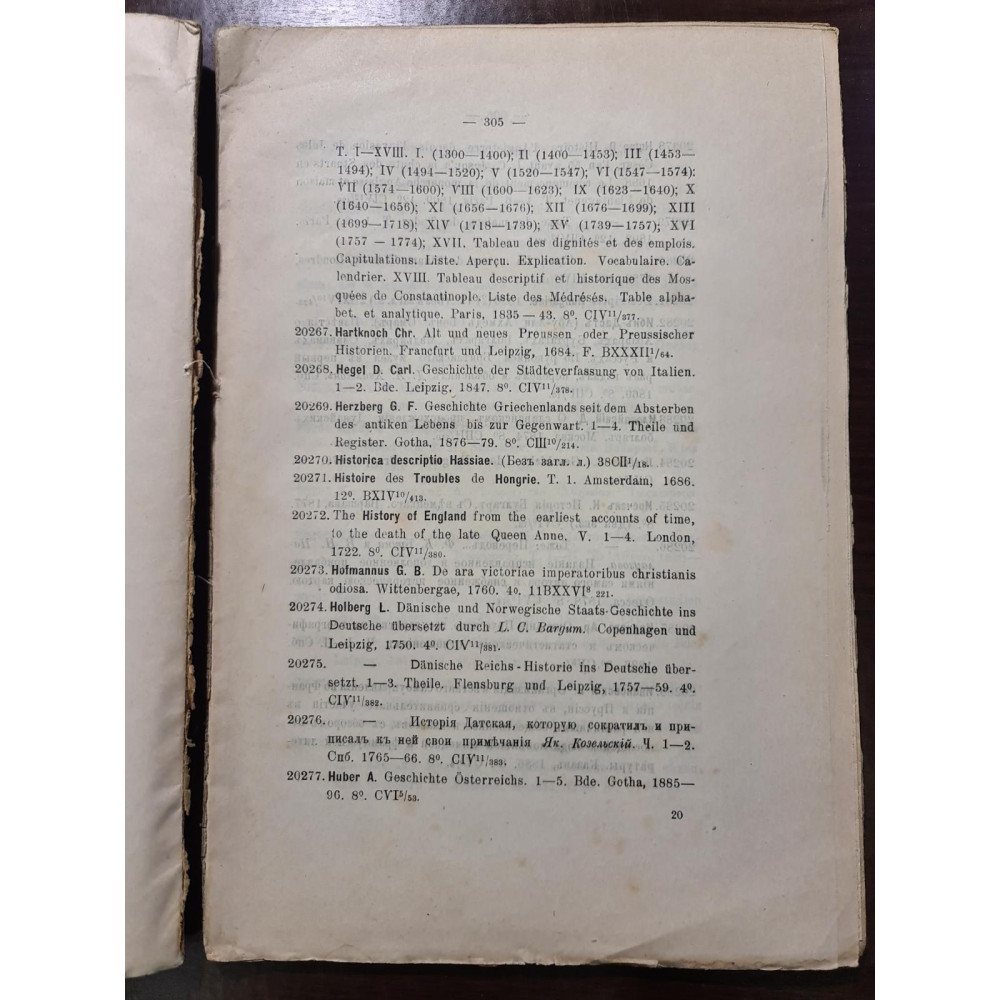 — 305 —
T. I—XVIII. I. (1300—1400); II (1400—1453); III (1453—
1494); IV (1494—1520); V (1520—1547); VI (1547—1574);
VII (1574—1600); VIII (1600—1623); IX (1623—1640); X
(1640—1656); XI (1656—1676); XII (1676—1699); XIII
(1699—1718); XIV (1718—1739); XV (1739—1757); XVI
(1757 — 1774); XVII. Tableau des dignités et des emplois.
Capitulations. Liste. Aperçu. Explication. Vocabulaire. Ca-
lendrier. XVIII. Tableau descriptif et historique des Mos-
quées de Constantinople. Liste des Médrésés. Table alpha-
bet. et analytique. Paris, 1835 — 43. 8⁰. CIV¹¹/₃₇₇.
20267. Hartknoch Chr. Alt und neues Preussen oder Preussischer
Historien. Francfurt und Leipzig, 1684. F. BXXXII¹/₆₄.
20268. Hegel D. Carl. Geschichte der Städteverfassung von Italien.
1—2. Bde. Leipzig, 1847. 8⁰. CIV¹¹/₃₇₈.
20269. Herzberg G. F. Geschichte Griechenlands seit dem Absterben
des antiken Lebens bis zur Gegenwart. 1—4. Theile und
Register. Gotha, 1876—79. 8⁰. CIII¹⁰/₂₁₄.
20270. Historica descriptio Hassiae. (Безъ загл. л.) 38CII¹/₁₈.
20271. Histoire des Troubles de Hongrie. T. 1. Amsterdam, 1686.
12⁰. BXIV¹⁰/₄₁₃.
20272. The History of England from the earliest accounts of time,
to the death of the late Queen Anne. V. 1—4. London,
1722. 8⁰. CIV¹¹/₃₈₀.
20273. Hofmannus G. B. De ara victoriae imperatoribus christianis
odiosa. Wittenbergae, 1760. 4⁰. 11BXXVI⁸ ₂₂₁.
20274. Holberg L. Dänische und Norwegische Staats-Geschichte ins
Deutsche übersetzt durch L. C. Bargum. Copenhagen und
Leipzig, 1750. 4⁰. CIV¹¹/₃₈₁.
20275. — Dänische Reichs-Historie ins Deutsche über-
setzt. 1—3. Theile. Flensburg und Leipzig, 1757—59. 4⁰.
CIV¹¹/₃₈₂.
20276. — Исторія Датская, которую сократилъ и при-
писалъ къ ней свои примѣчанія Як. Козельскій. Ч. 1—2.
Спб. 1765—66. 8⁰. CIV¹¹/₃₈₃.
20277. Huber A. Geschichte Österreichs. 1—5. Bde. Gotha, 1885—
96. 8⁰. CVI⁵/₅₃.
20